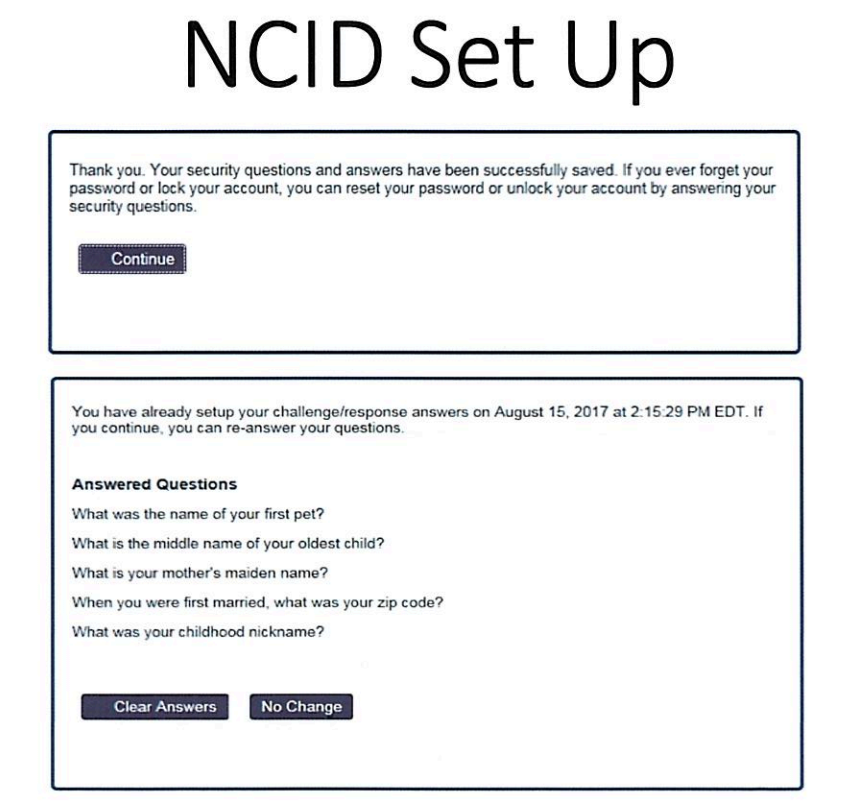 NCID Set Up
Thank you. Your security questions and answers have been successfully saved. If you ever forget your
password or lock your account, you can reset your password or unlock your account by answering your
security questions.
Continue
You have already setup your challenge/response answers on August 15, 2017 at 2:15:29 PM EDT. If
you continue, you can re-answer your questions.
Answered Questions
What was the name of your first pet?
What is the middle name of your oldest child?
What is your mother's maiden name?
When you were first married, what was your zip code?
What was your childhood nickname?
Clear Answers
No Change